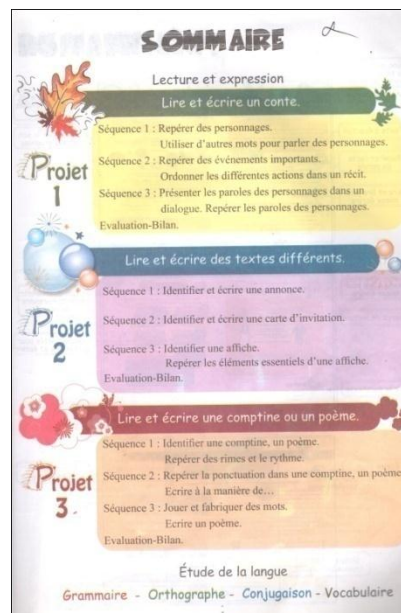 SOMMAIRE
Lecture et expression
Lire et écrire un conte.
Projet
1
Séquence 1 : Repérer des personnages.
Utiliser d'autres mots pour parler des personnages.
Séquence 2 : Repérer des événements importants.
Ordonner les différentes actions dans un récit.
Séquence 3 : Présenter les paroles des personnages dans un
dialogue. Repérer les paroles des personnages.
Evaluation-Bilan.
Lire et écrire des textes différents.
Projet
2
Séquence 1 : Identifier et écrire une annonce.
Séquence 2 : Identifier et écrire une carte d'invitation.
Séquence 3 : Identifier une affiche.
Repérer les éléments essentiels d'une affiche.
Evaluation-Bilan.
Lire et écrire une comptine ou un poème.
Projet
3
Séquence 1 : Identifier une comptine, un poème.
Repérer des rimes et le rythme.
Séquence 2 : Repérer la ponctuation dans une comptine, un poème
Ecrire à la manière de...
Séquence 3 : Jouer et fabriquer des mots.
Ecrire un poème.
Evaluation-Bilan.
Étude de la langue
Grammaire - Orthographe - Conjugaison - Vocabulaire